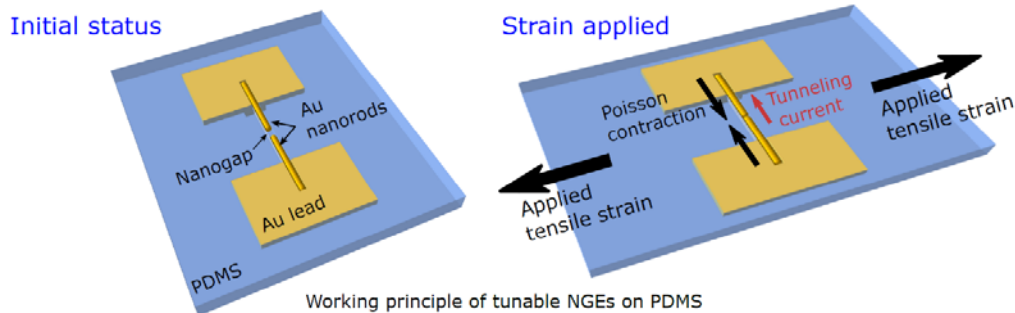 Initial status
Strain applied
Au
nanorods
Nanogap
Au lead
PDMS
Poisson
contraction
Tunneling
current
Applied
tensile strain
Applied
tensile strain
Working principle of tunable NGEs on PDMS